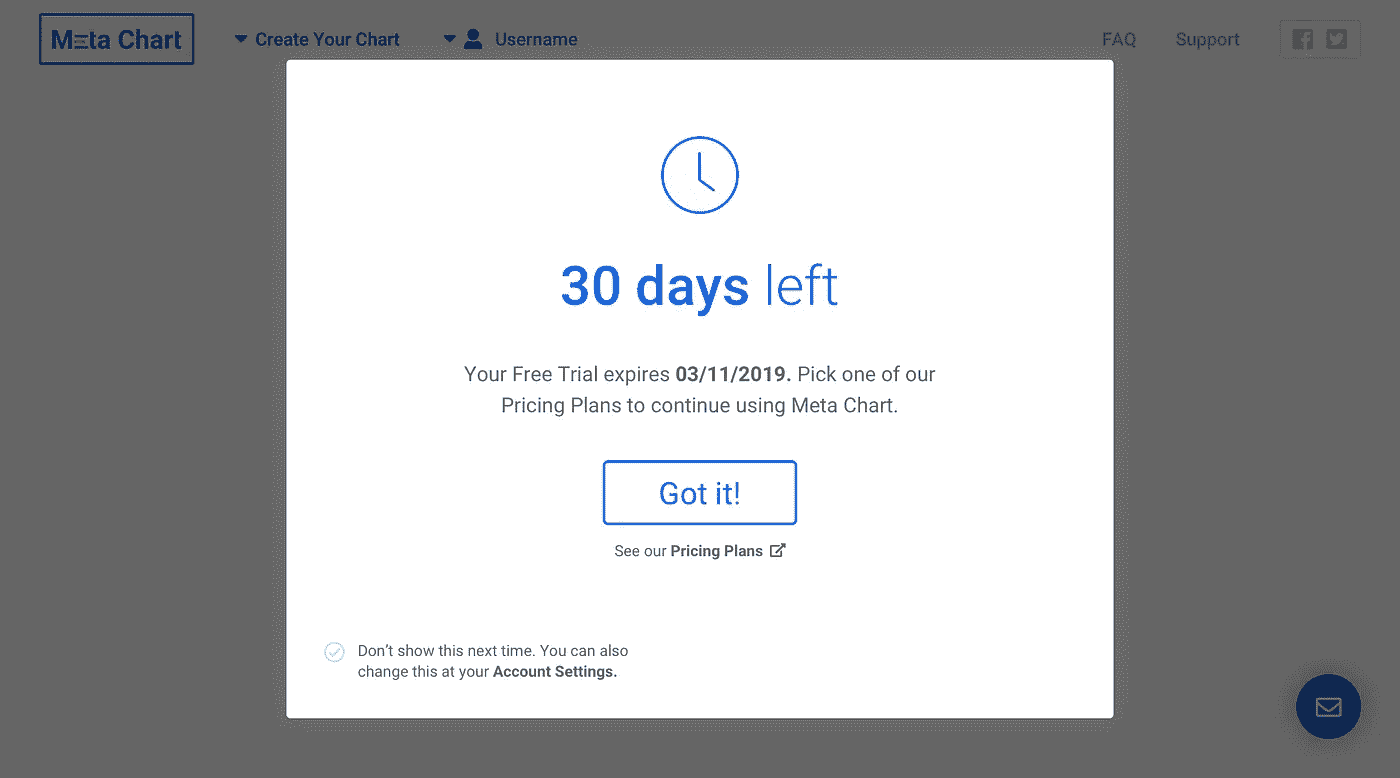 Meta Chart
Create Your Chart
Username
FAQ
Support
30 days left
Your Free Trial expires 03/11/2019. Pick one of our
Pricing Plans to continue using Meta Chart.
Got it!
See our Pricing Plans
Don’t show this next time. You can also
change this at your Account Settings.